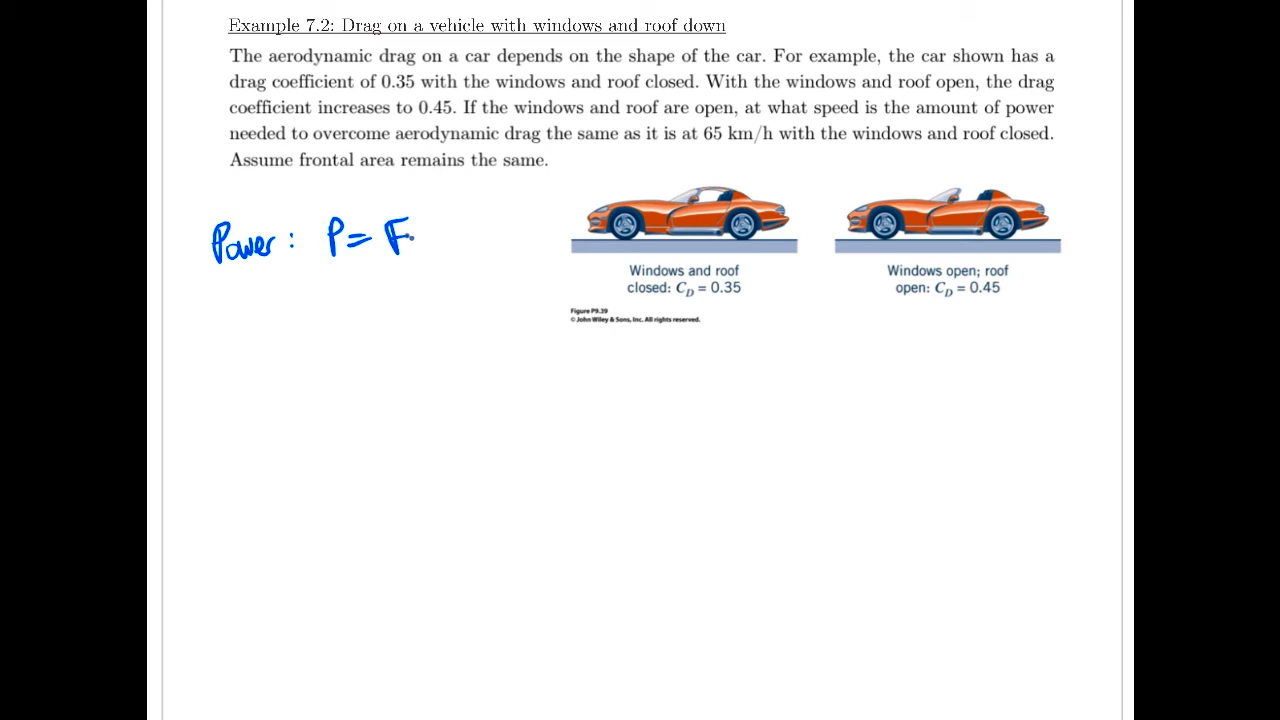 Example 7.2: Drag on a vehicle with windows and roof down
The aerodynamic drag on a car depends on the shape of the car. For example, the car shown has a
drag coefficient of 0.35 with the windows and roof closed. With the windows and roof open, the drag
coefficient increases to 0.45. If the windows and roof are open, at what speed is the amount of power
needed to overcome aerodynamic drag the same as it is at 65 km/h with the windows and roof closed.
Assume frontal area remains the same.
Power: P = F
Windows and roof
closed: C_D = 0.35
Windows open; roof
open: C_D = 0.45
Figure P9.39
© John Wiley & Sons, Inc. All rights reserved.